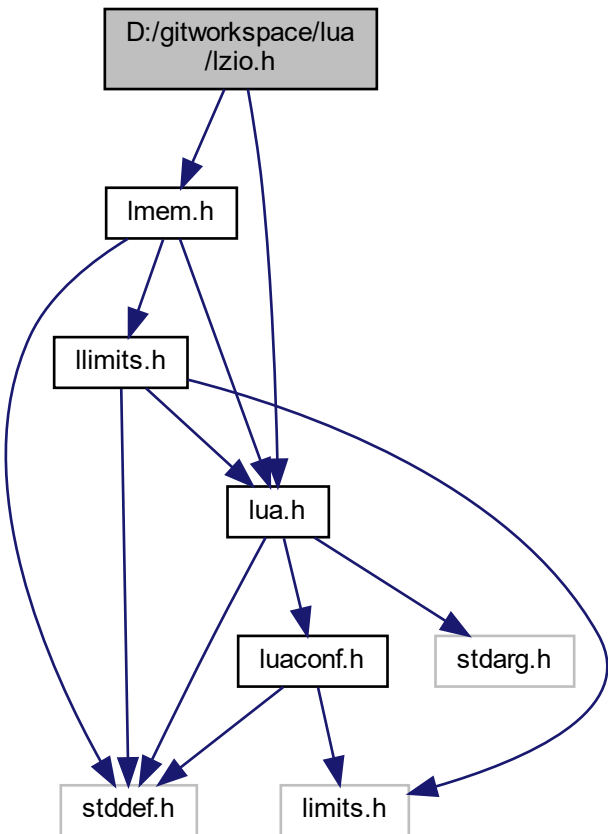 D:/gitworkspace/lua
/lzio.h
lmem.h
llimits.h
lua.h
luaconf.h
stdarg.h
stddef.h
limits.h